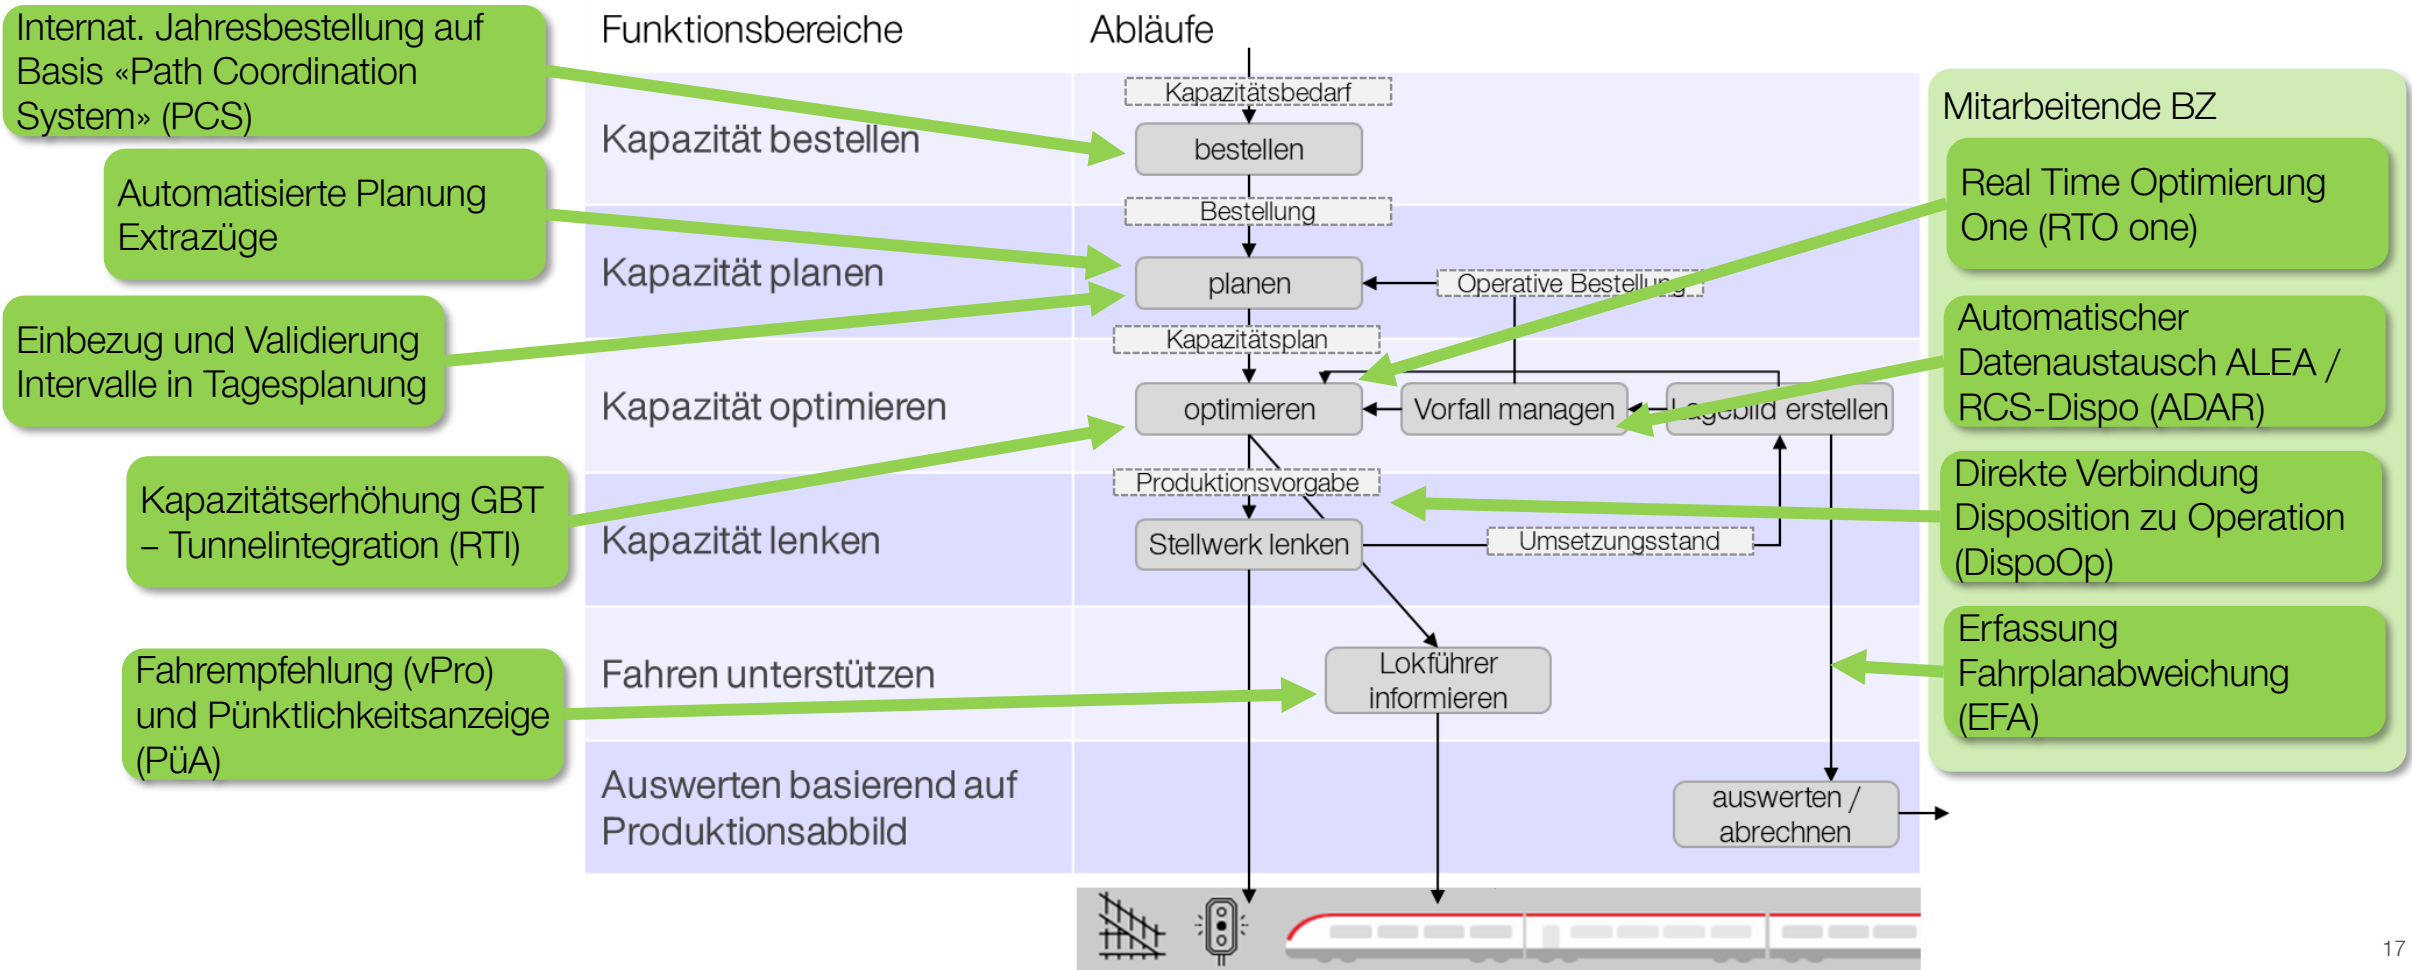 Internat. Jahresbestellung auf
Basis «Path Coordination
System» (PCS)
Automatisierte Planung
Extrazüge
Einbezug und Validierung
Intervalle in Tagesplanung
Kapazitätserhöhung GBT
– Tunnelintegration (RTI)
Fahrempfehlung (vPro)
und Pünktlichkeitsanzeige
(PüA)
Funktionsbereiche
Kapazität bestellen
Kapazität planen
Kapazität optimieren
Kapazität lenken
Fahren unterstützen
Auswerten basierend auf
Produktionsabbild
Abläufe
Kapazitätsbedarf
bestellen
Bestellung
planen
Operative Bestellung
Kapazitätsplan
optimieren
Vorfall managen
Lagebild erstellen
Produktionsvorgabe
Stellwerk lenken
Umsetzungsstand
Lokführer
informieren
auswerten /
abrechnen
Mitarbeitende BZ
Real Time Optimierung
One (RTO one)
Automatischer
Datenaustausch ALEA /
RCS-Dispo (ADAR)
Direkte Verbindung
Disposition zu Operation
(DispoOp)
Erfassung
Fahrplanabweichung
(EFA)
17